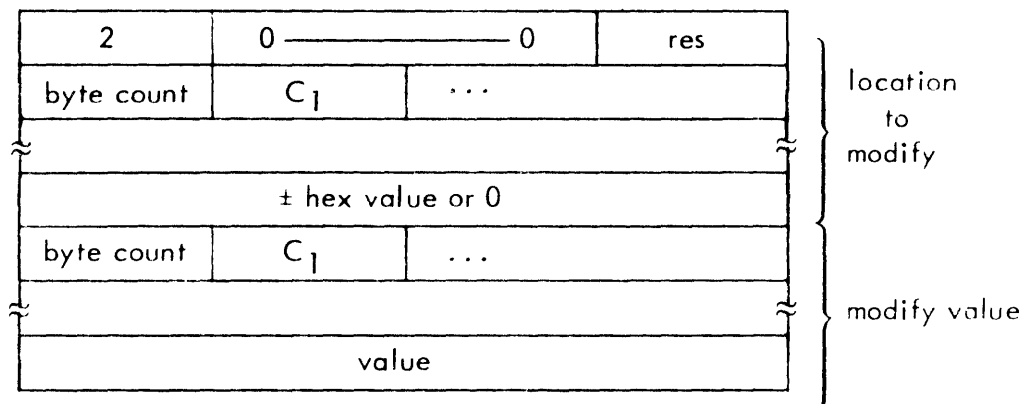 2 0 ——— 0 res
byte count C1 ...
± hex value or 0
byte count C1 ...
value
location
to
modify
modify value